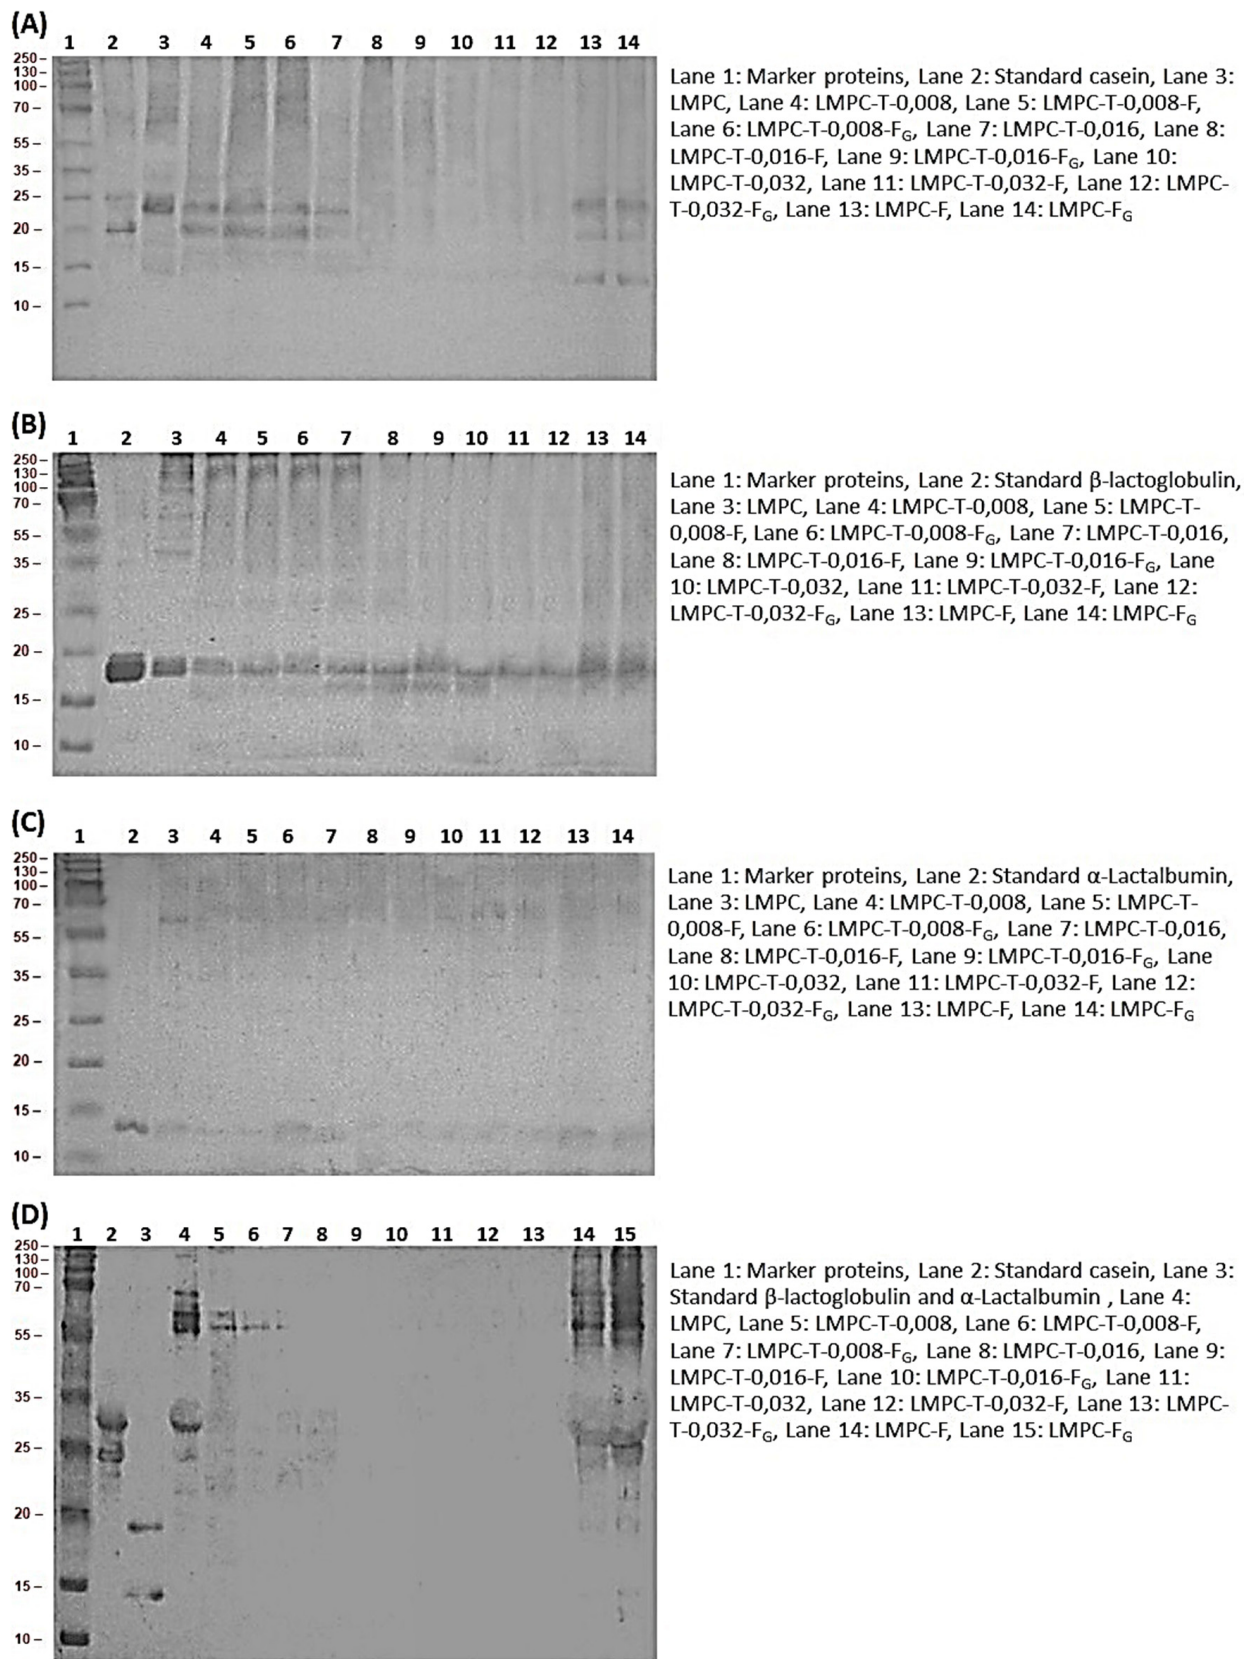 (A)
1 2 3 4 5 6 7 8 9 10 11 12 13 14
250 –
130 –
100 –
70 –
55 –
35 –
25 –
20 –
15 –
10 –
Lane 1: Marker proteins, Lane 2: Standard casein, Lane 3:
LMPC, Lane 4: LMPC-T-0,008, Lane 5: LMPC-T-0,008-F,
Lane 6: LMPC-T-0,008-FG, Lane 7: LMPC-T-0,016, Lane 8:
LMPC-T-0,016-F, Lane 9: LMPC-T-0,016-FG, Lane 10:
LMPC-T-0,032, Lane 11: LMPC-T-0,032-F, Lane 12: LMPC-
T-0,032-FG, Lane 13: LMPC-F, Lane 14: LMPC-FG
(B)
1 2 3 4 5 6 7 8 9 10 11 12 13 14
250 –
130 –
100 –
70 –
55 –
35 –
25 –
20 –
15 –
10 –
Lane 1: Marker proteins, Lane 2: Standard β-lactoglobulin,
Lane 3: LMPC, Lane 4: LMPC-T-0,008, Lane 5: LMPC-T-
0,008-F, Lane 6: LMPC-T-0,008-FG, Lane 7: LMPC-T-0,016,
Lane 8: LMPC-T-0,016-F, Lane 9: LMPC-T-0,016-FG, Lane
10: LMPC-T-0,032, Lane 11: LMPC-T-0,032-F, Lane 12:
LMPC-T-0,032-FG, Lane 13: LMPC-F, Lane 14: LMPC-FG
(C)
1 2 3 4 5 6 7 8 9 10 11 12 13 14
250 –
130 –
100 –
70 –
55 –
35 –
25 –
20 –
15 –
10 –
Lane 1: Marker proteins, Lane 2: Standard α-Lactalbumin,
Lane 3: LMPC, Lane 4: LMPC-T-0,008, Lane 5: LMPC-T-
0,008-F, Lane 6: LMPC-T-0,008-FG, Lane 7: LMPC-T-0,016,
Lane 8: LMPC-T-0,016-F, Lane 9: LMPC-T-0,016-FG, Lane
10: LMPC-T-0,032, Lane 11: LMPC-T-0,032-F, Lane 12:
LMPC-T-0,032-FG, Lane 13: LMPC-F, Lane 14: LMPC-FG
(D)
1 2 3 4 5 6 7 8 9 10 11 12 13 14 15
250 –
130 –
100 –
70 –
55 –
35 –
25 –
20 –
15 –
10 –
Lane 1: Marker proteins, Lane 2: Standard casein, Lane 3:
Standard β-lactoglobulin and α-Lactalbumin , Lane 4:
LMPC, Lane 5: LMPC-T-0,008, Lane 6: LMPC-T-0,008-F,
Lane 7: LMPC-T-0,008-FG, Lane 8: LMPC-T-0,016, Lane 9:
LMPC-T-0,016-F, Lane 10: LMPC-T-0,016-FG, Lane 11:
LMPC-T-0,032, Lane 12: LMPC-T-0,032-F, Lane 13: LMPC-
T-0,032-FG, Lane 14: LMPC-F, Lane 15: LMPC-FG